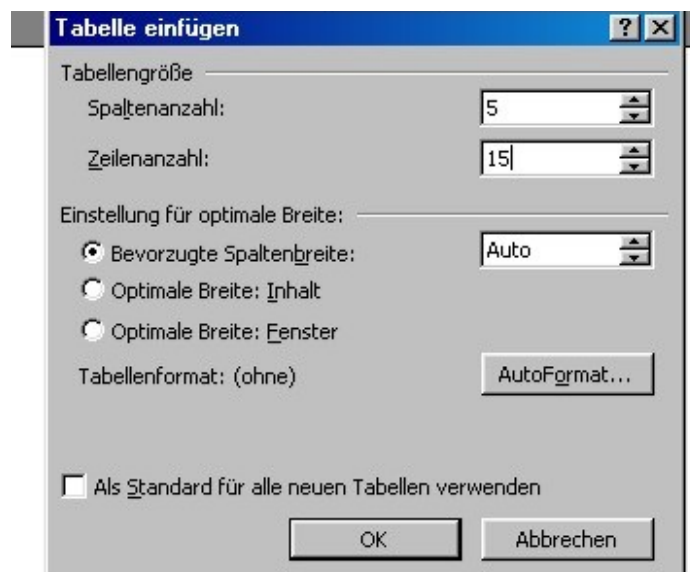 Tabelle einfügen
Tabellengröße
Spaltenanzahl: 5
Zeilenanzahl: 15
Einstellung für optimale Breite:
Bevorzugte Spaltenbreite: Auto
Optimale Breite: Inhalt
Optimale Breite: Fenster
Tabellenformat: (ohne) AutoFormat...
Als Standard für alle neuen Tabellen verwenden
OK Abbrechen